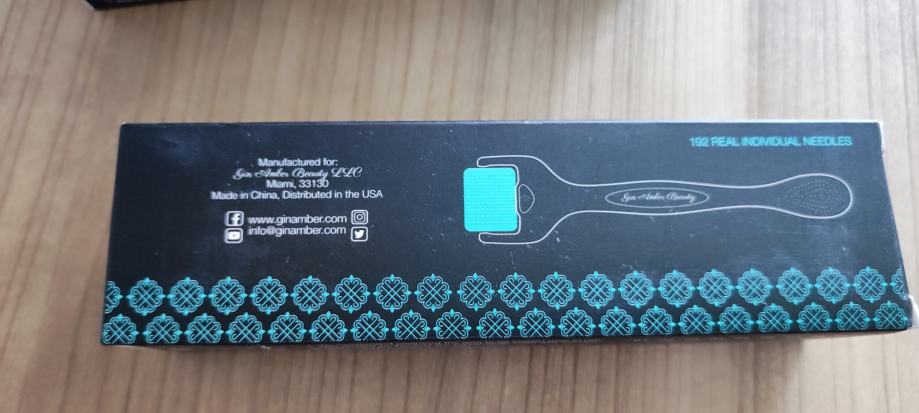 Manufactured for:
Gin Amber Beauty LLC
Miami, 33130
Made in China, Distributed in the USA
www.ginamber.com
info@ginamber.com
192 REAL INDIVIDUAL NEEDLES
Gin Amber Beauty